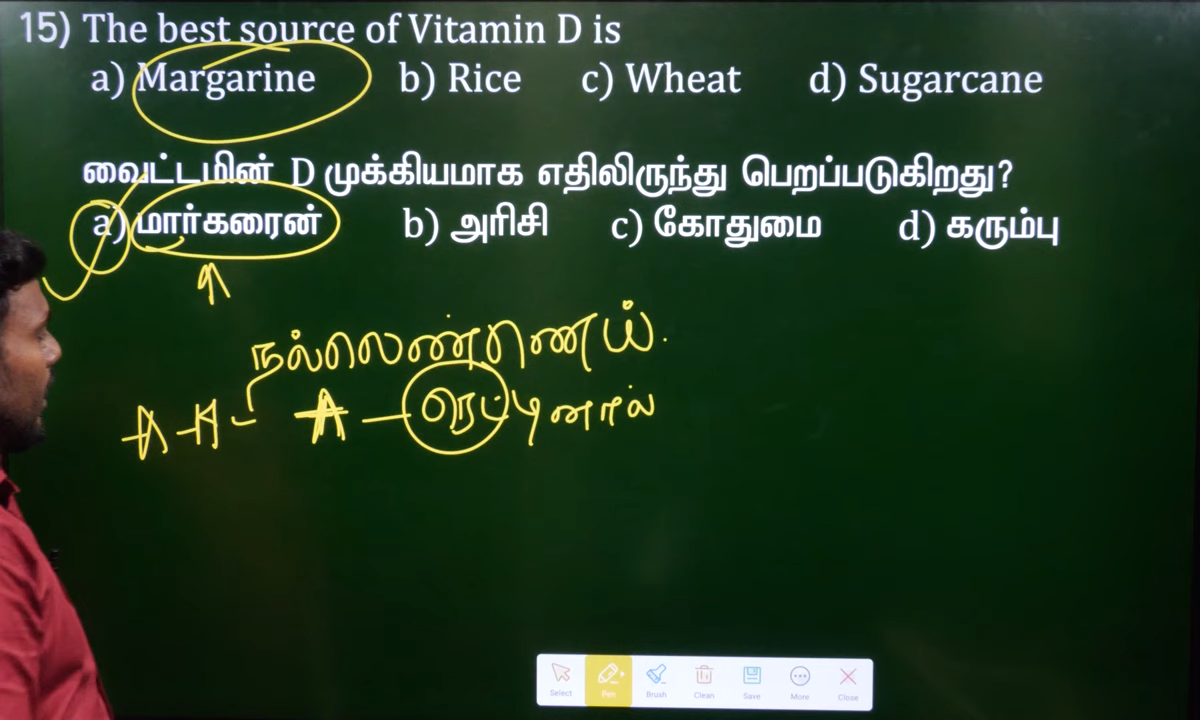 15) The best source of Vitamin D is
a) Margarine b) Rice c) Wheat d) Sugarcane
வைட்டமின் D முக்கியமாக எதிலிருந்து பெறப்படுகிறது?
a) மார்கரைன் b) அரிசி c) கோதுமை d) கரும்பு
நல்லெண்ணெய்.
A - A - A - ரெட்டினால்
Select Pen Brush Clean Save More Close